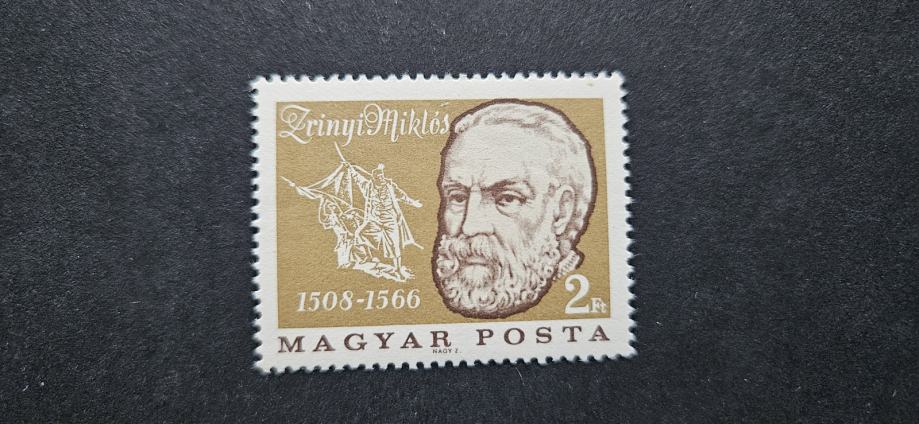 Zrinyi Miklós
1508-1566
2Ft
MAGYAR POSTA
NAGY Z.